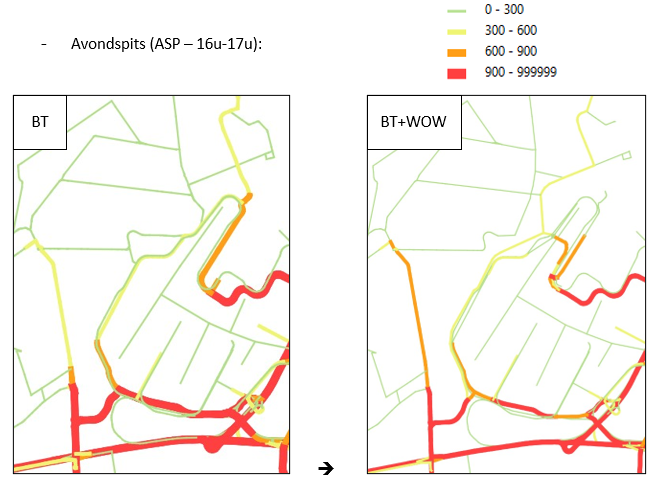 0 - 300
300 - 600
- Avondspits (ASP – 16u-17u):
600 - 900
900 - 999999
BT
BT+WOW
➔